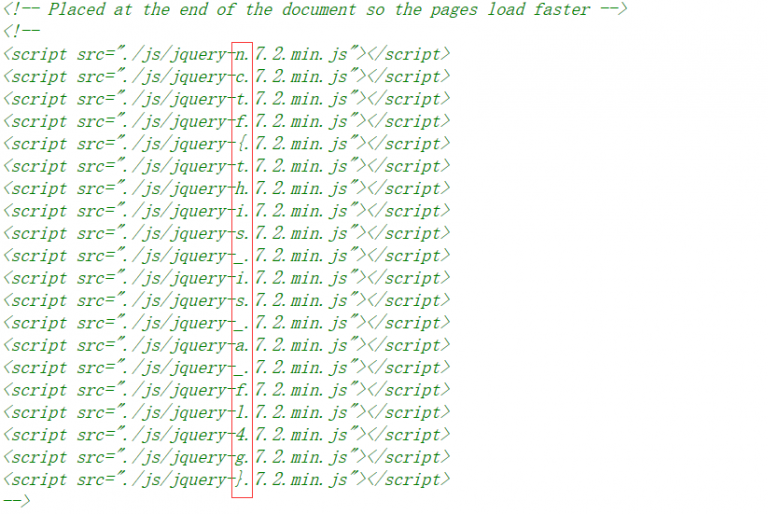 <!-- Placed at the end of the document so the pages load faster -->
<!--
<script src="./js/jquery-n.7.2.min.js"></script>
<script src="./js/jquery-c.7.2.min.js"></script>
<script src="./js/jquery-t.7.2.min.js"></script>
<script src="./js/jquery-f.7.2.min.js"></script>
<script src="./js/jquery-{.7.2.min.js"></script>
<script src="./js/jquery-t.7.2.min.js"></script>
<script src="./js/jquery-h.7.2.min.js"></script>
<script src="./js/jquery-i.7.2.min.js"></script>
<script src="./js/jquery-s.7.2.min.js"></script>
<script src="./js/jquery-_.7.2.min.js"></script>
<script src="./js/jquery-i.7.2.min.js"></script>
<script src="./js/jquery-s.7.2.min.js"></script>
<script src="./js/jquery-_.7.2.min.js"></script>
<script src="./js/jquery-a.7.2.min.js"></script>
<script src="./js/jquery-_.7.2.min.js"></script>
<script src="./js/jquery-f.7.2.min.js"></script>
<script src="./js/jquery-l.7.2.min.js"></script>
<script src="./js/jquery-4.7.2.min.js"></script>
<script src="./js/jquery-g.7.2.min.js"></script>
<script src="./js/jquery-}.7.2.min.js"></script>
-->